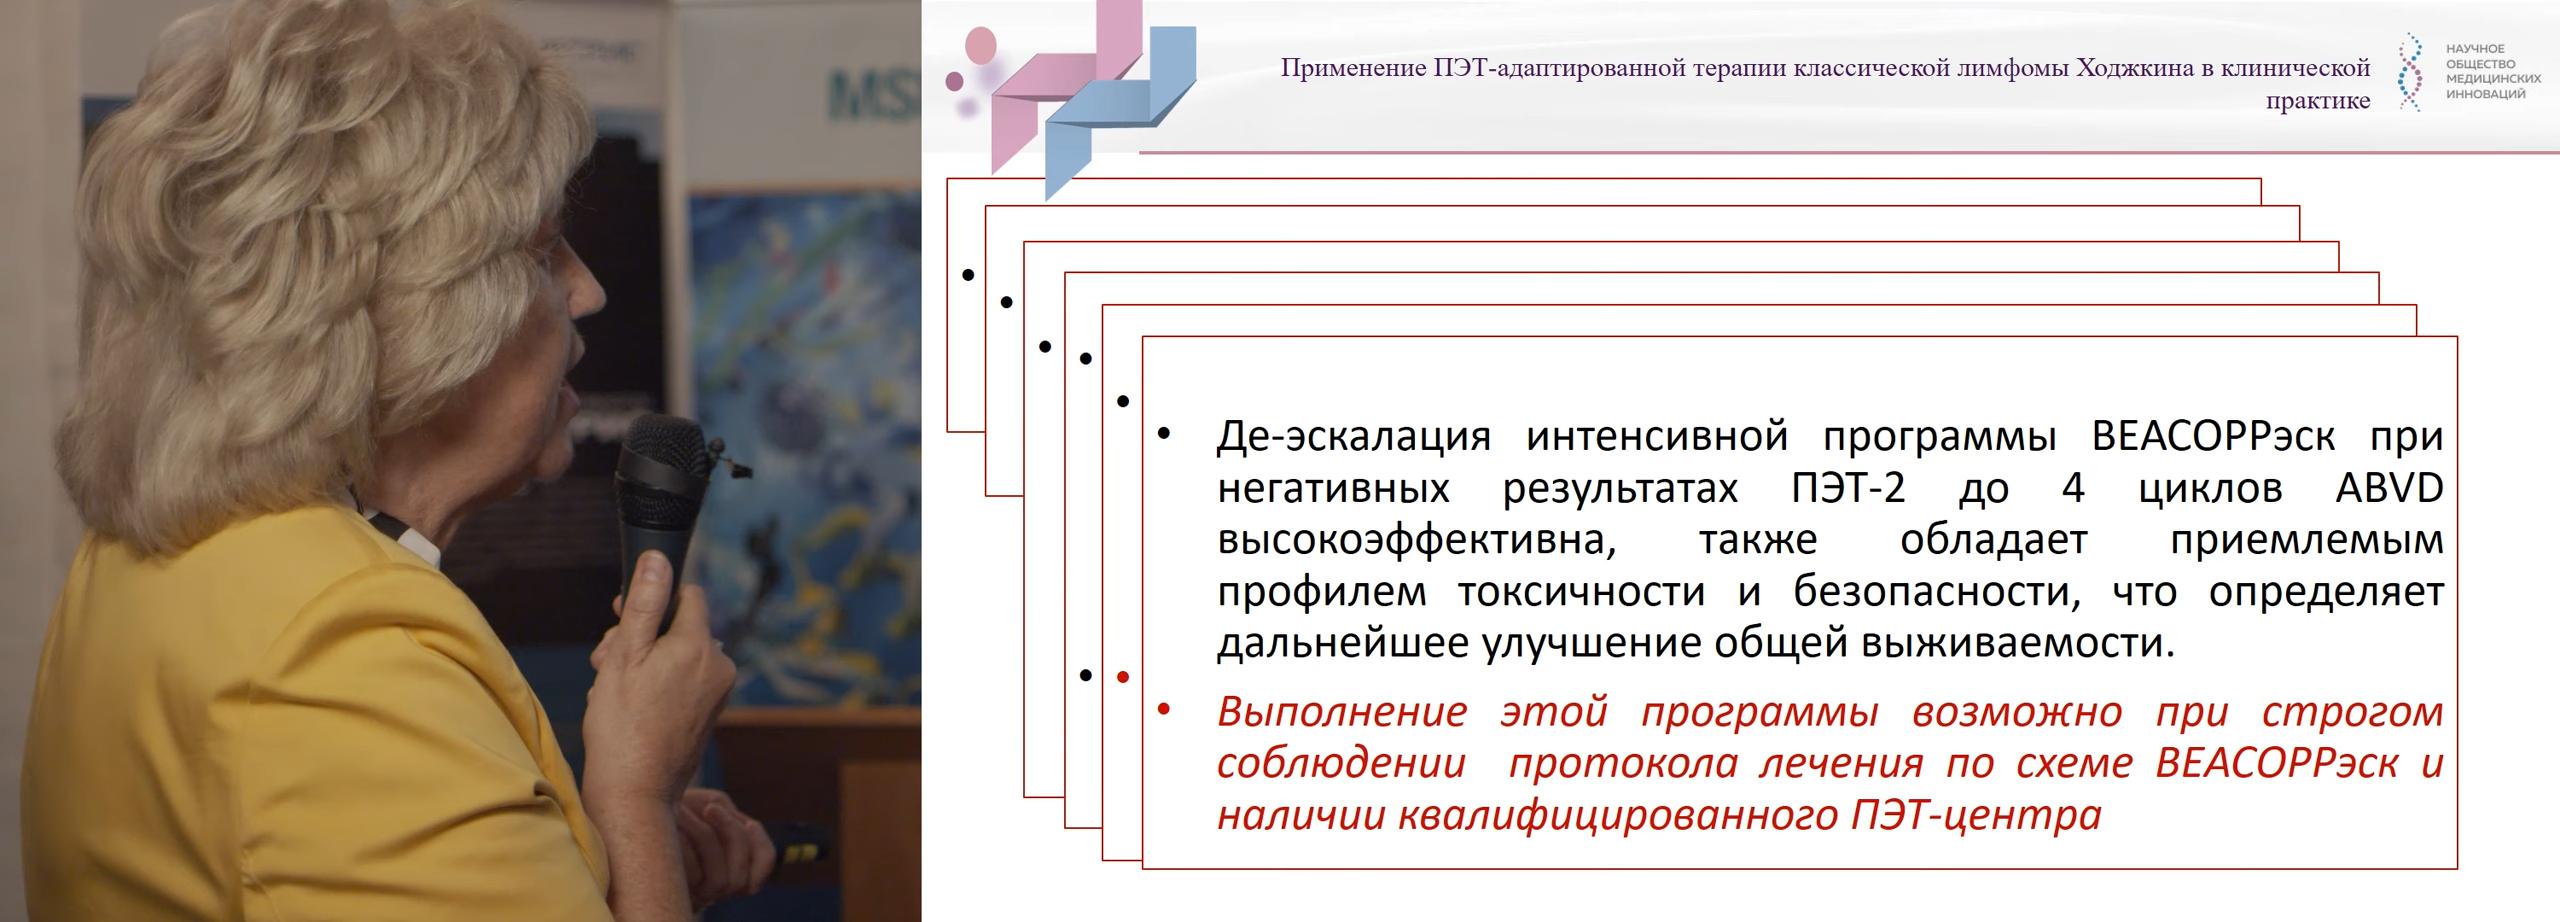 MS
Применение ПЭТ-адаптированной терапии классической лимфомы Ходжкина в клинической
практике
НАУЧНОЕ
ОБЩЕСТВО
МЕДИЦИНСКИХ
ИННОВАЦИЙ
• Де-эскалация интенсивной программы BEACOPPэск при
негативных результатах ПЭТ-2 до 4 циклов ABVD
высокоэффективна, также обладает приемлемым
профилем токсичности и безопасности, что определяет
дальнейшее улучшение общей выживаемости.
• Выполнение этой программы возможно при строгом
соблюдении протокола лечения по схеме BEACOPPэск и
наличии квалифицированного ПЭТ-центра